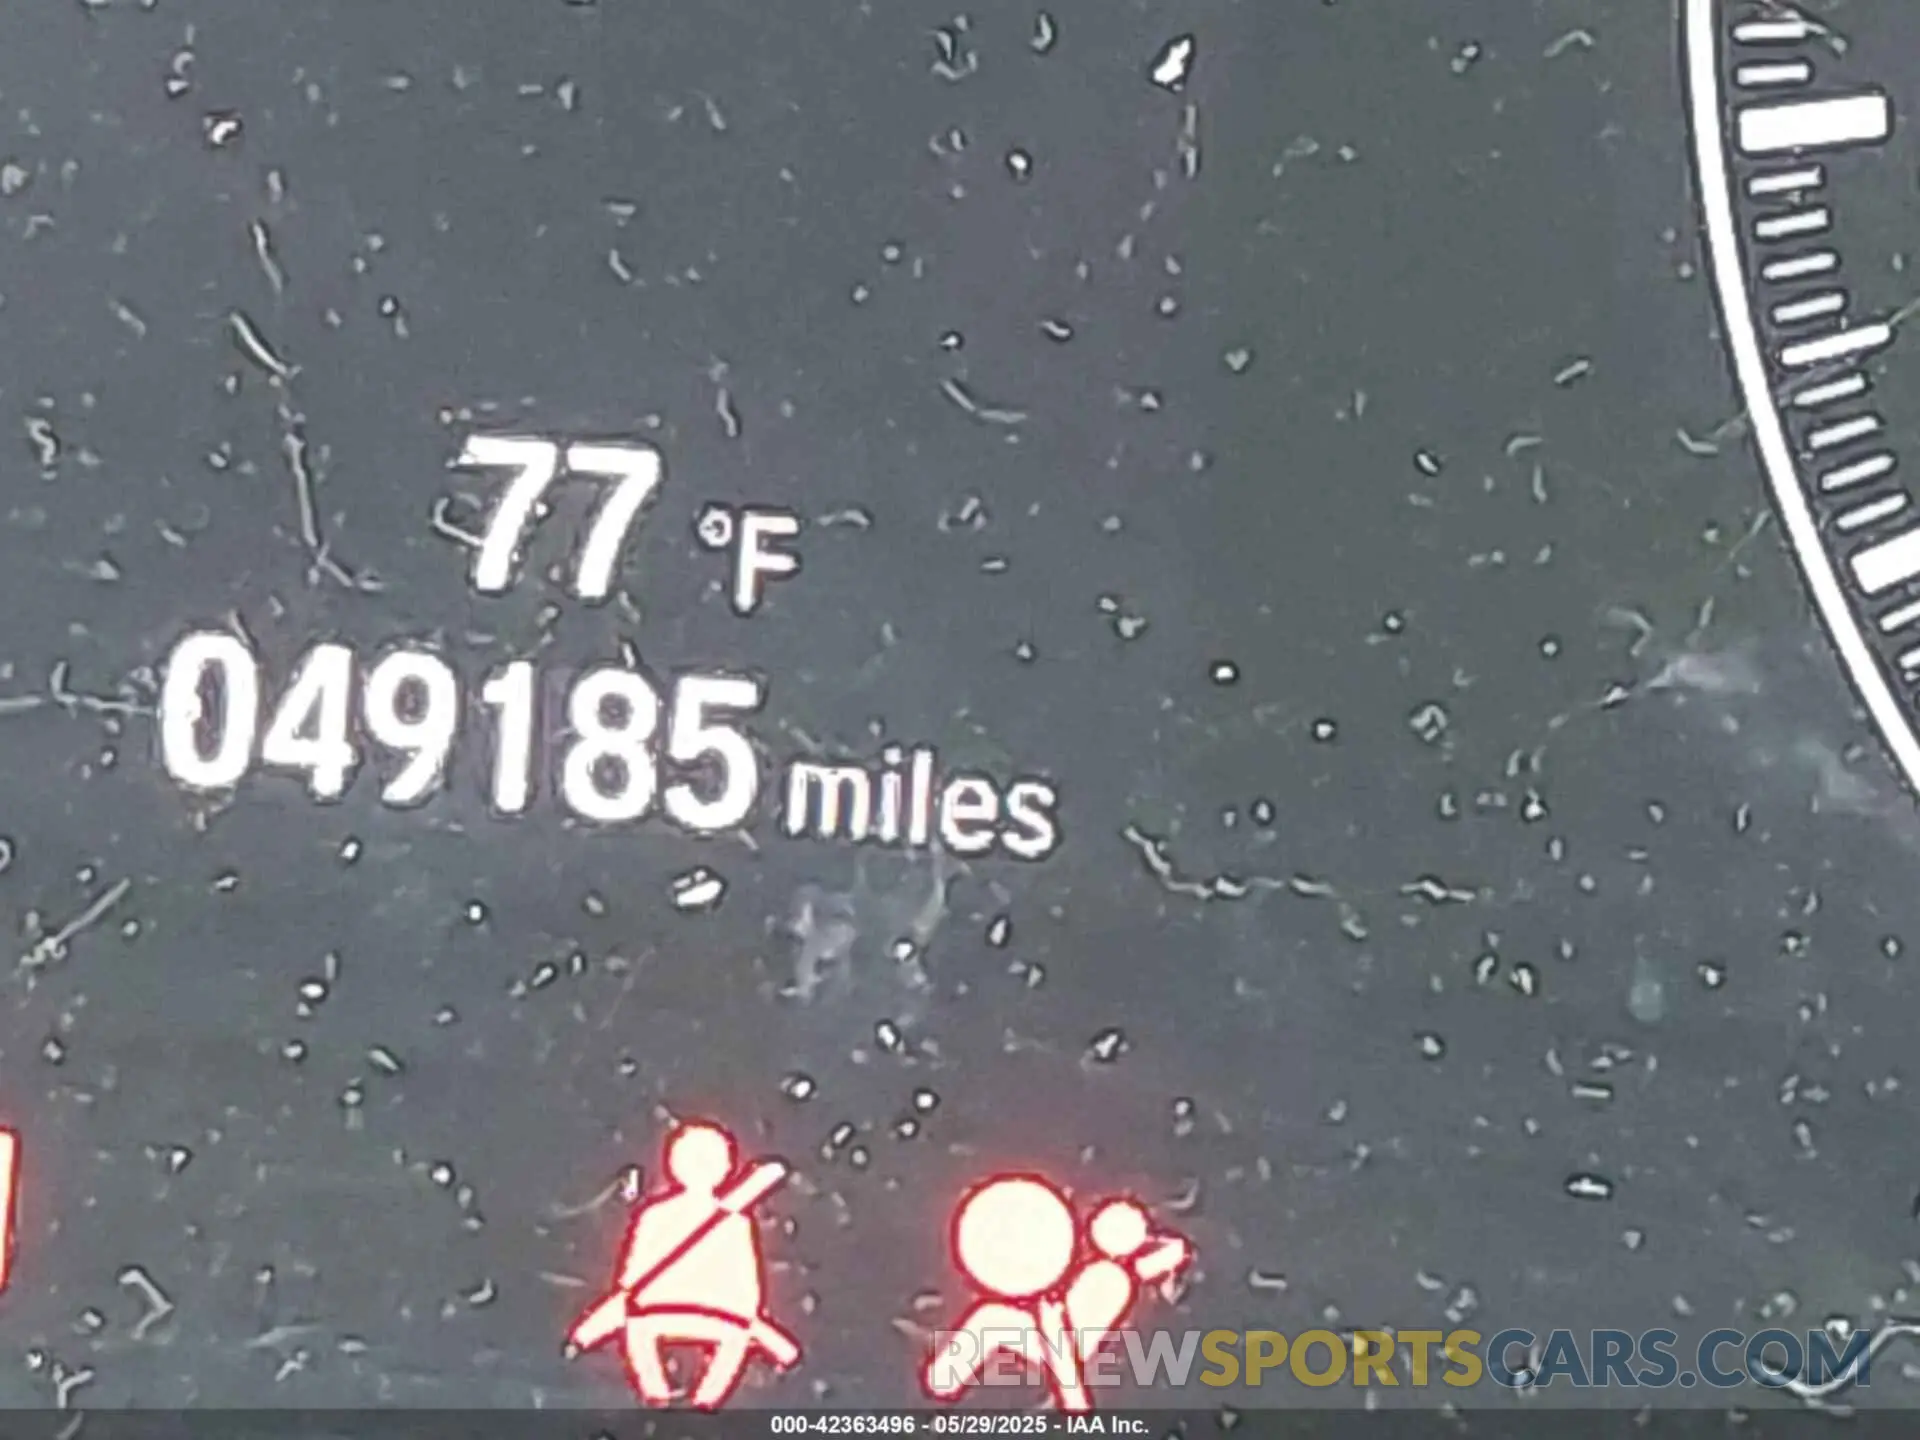 77 °F
049185 miles
RENEWSPORTSCARS.COM
000-42363496 - 05/29/2025 - IAA Inc.